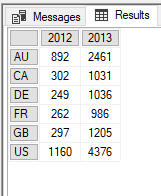 Messages Results
2012 2013
AU 892 2461
CA 302 1031
DE 249 1036
FR 262 986
GB 297 1205
US 1160 4376